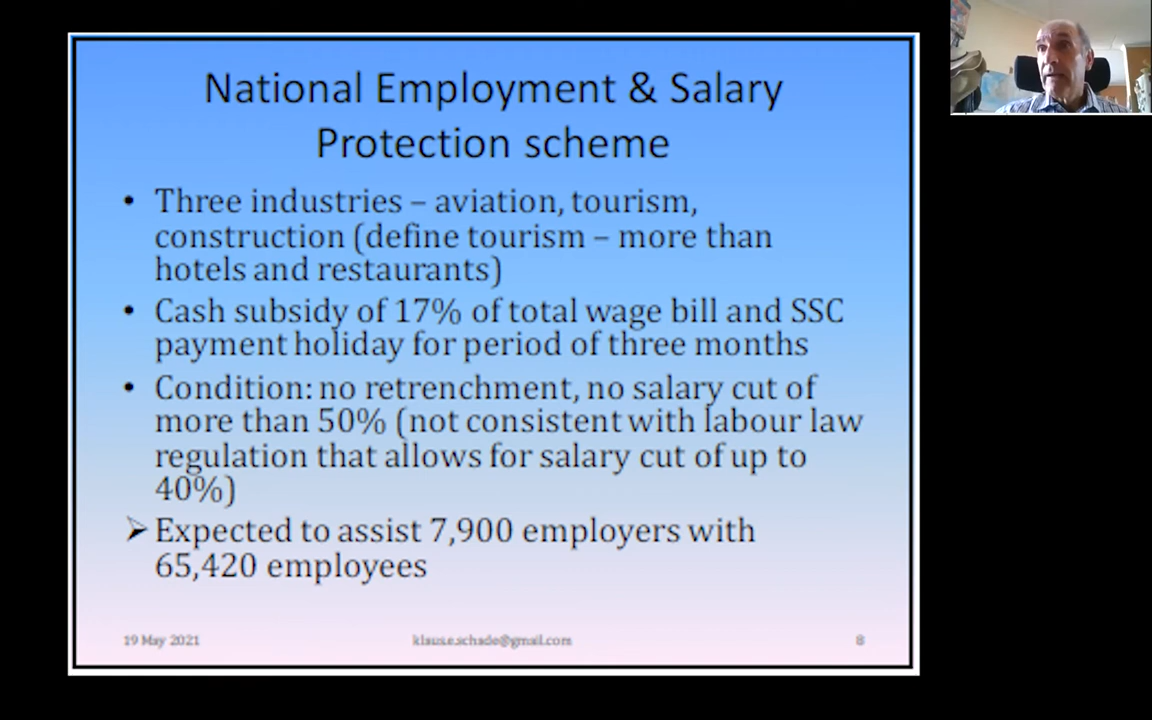 National Employment & Salary
Protection scheme
• Three industries – aviation, tourism,
construction (define tourism – more than
hotels and restaurants)
• Cash subsidy of 17% of total wage bill and SSC
payment holiday for period of three months
• Condition: no retrenchment, no salary cut of
more than 50% (not consistent with labour law
regulation that allows for salary cut of up to
40%)
➢ Expected to assist 7,900 employers with
65,420 employees
19 May 2021 klaus.e.schade@gmail.com 8